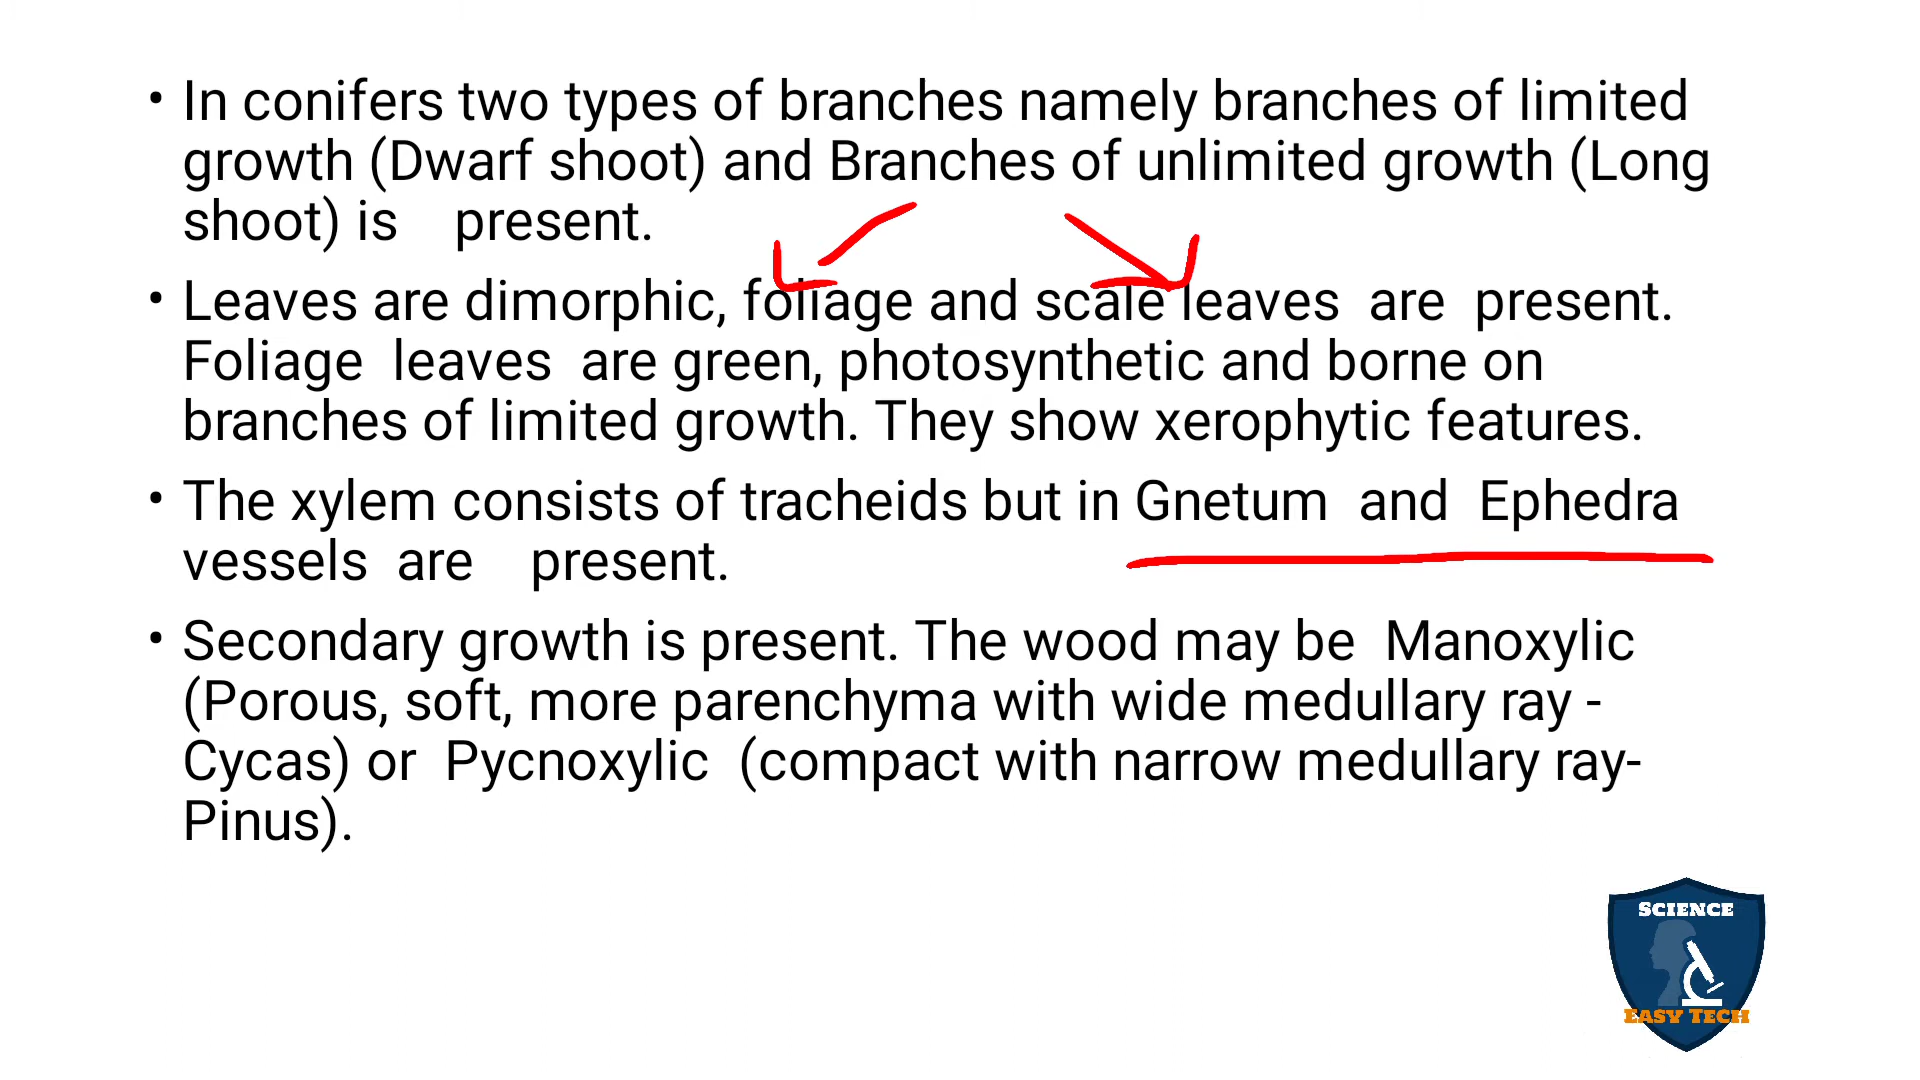 • In conifers two types of branches namely branches of limited
growth (Dwarf shoot) and Branches of unlimited growth (Long
shoot) is present.
• Leaves are dimorphic, foliage and scale leaves are present.
Foliage leaves are green, photosynthetic and borne on
branches of limited growth. They show xerophytic features.
• The xylem consists of tracheids but in Gnetum and Ephedra
vessels are present.
• Secondary growth is present. The wood may be Manoxylic
(Porous, soft, more parenchyma with wide medullary ray -
Cycas) or Pycnoxylic (compact with narrow medullary ray-
Pinus).
SCIENCE
EASY TECH